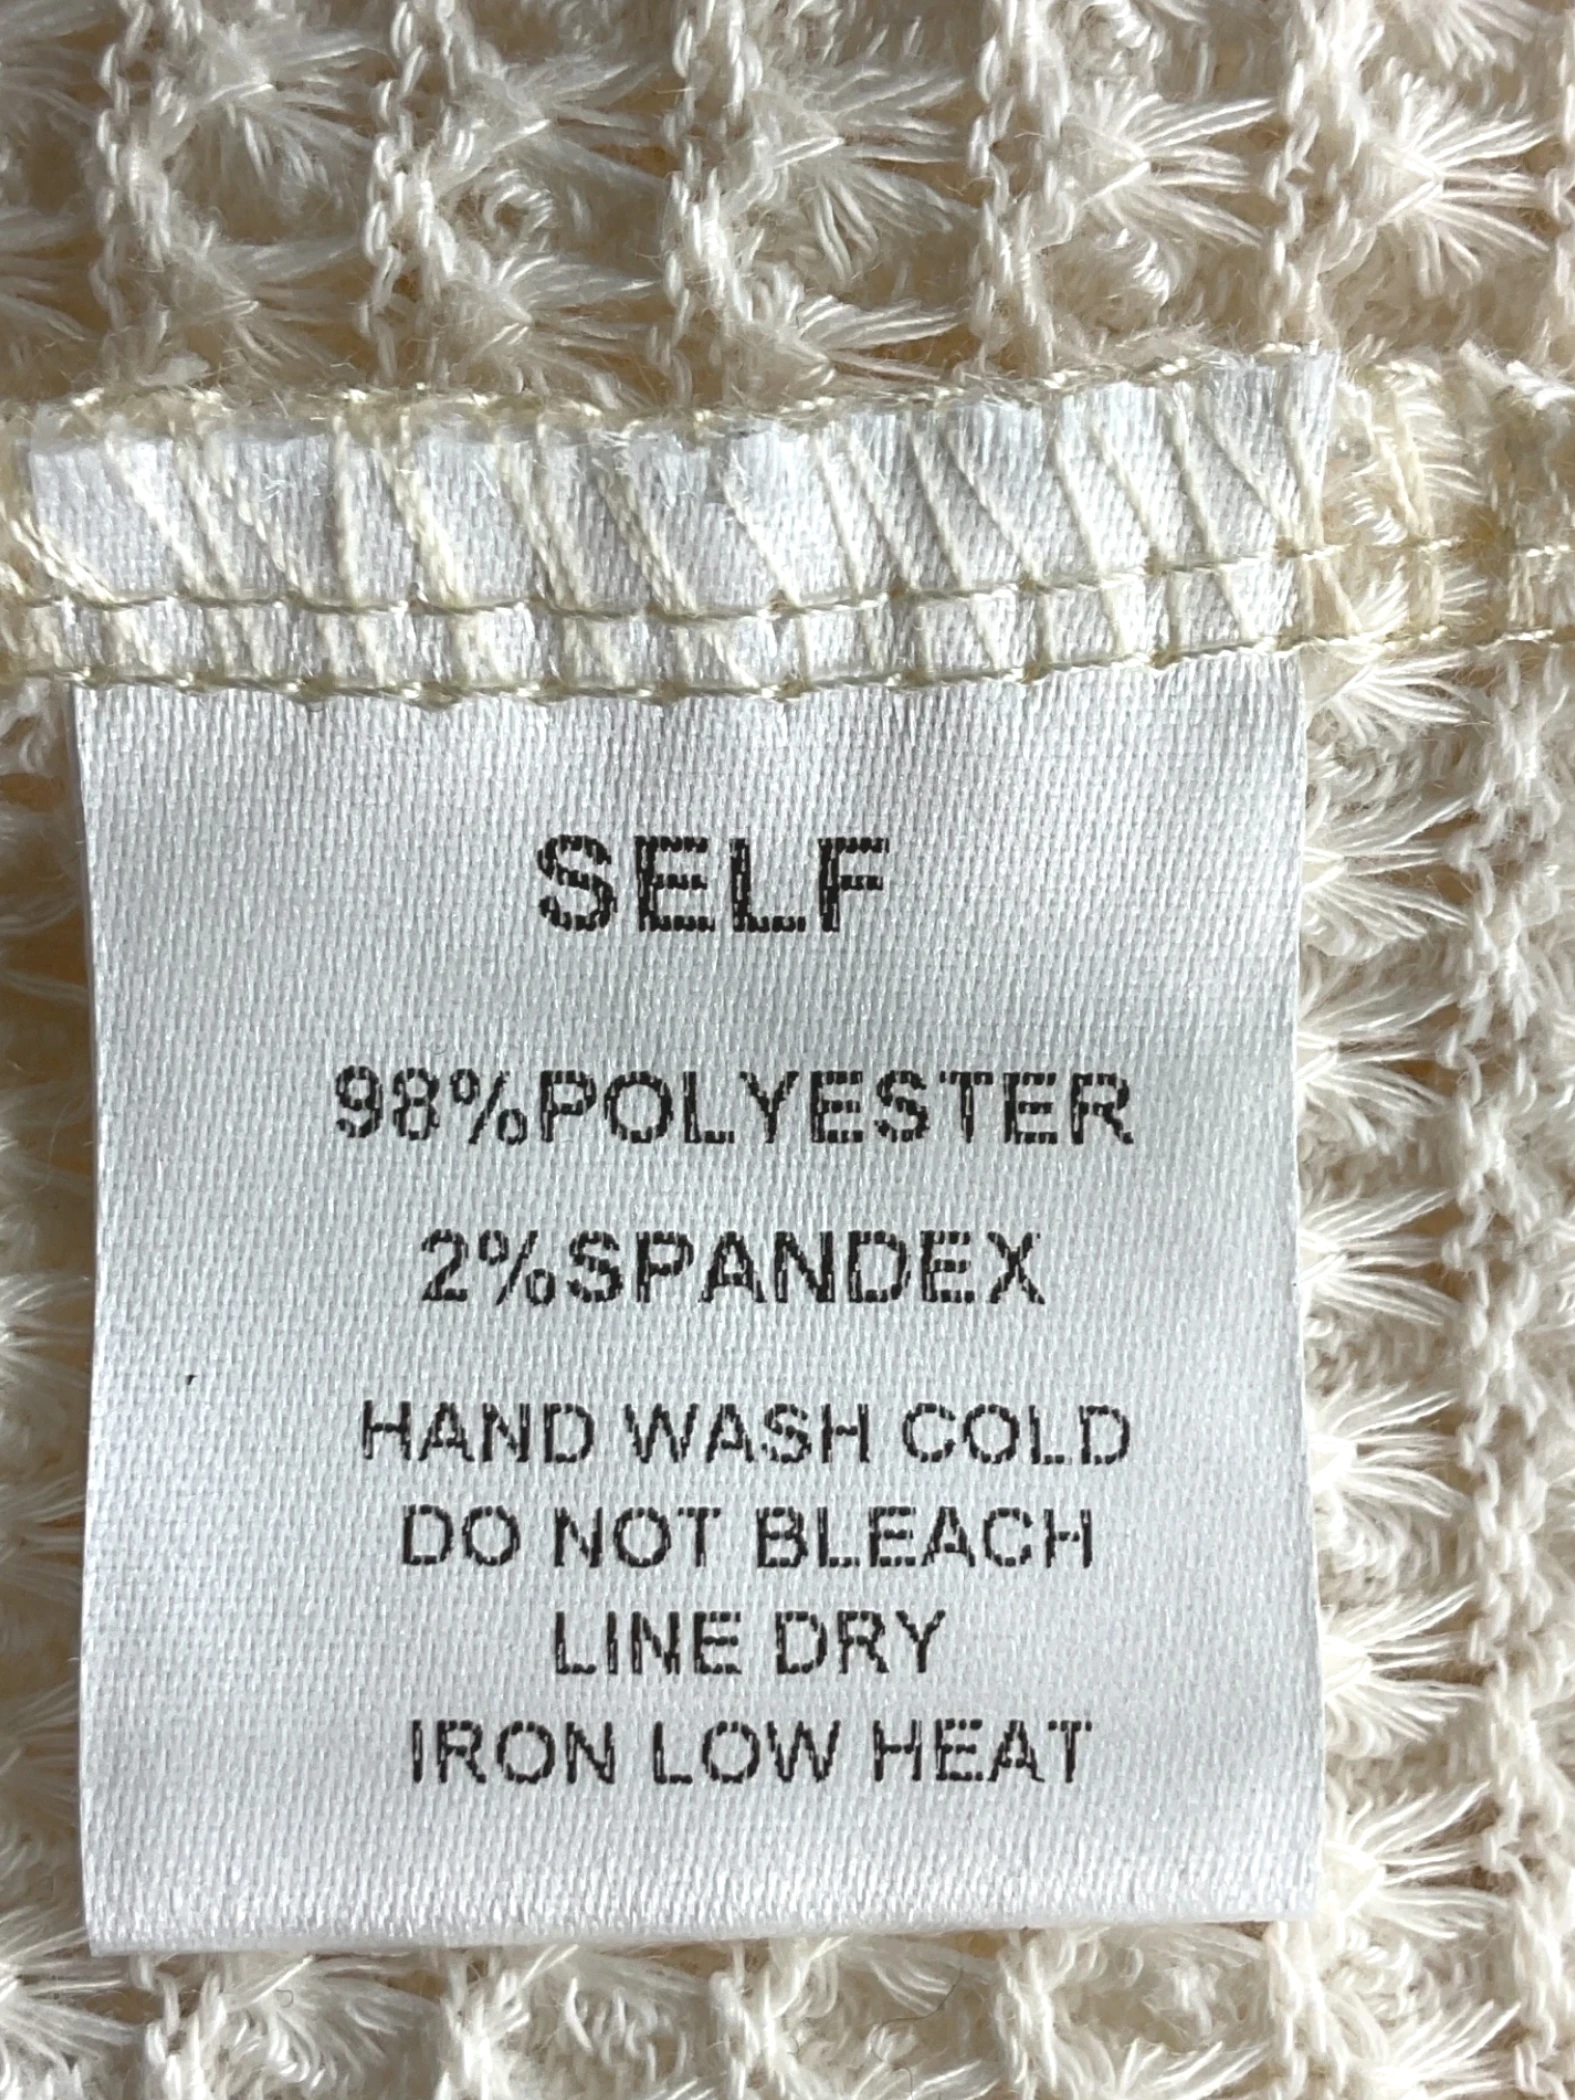 SELF
98%POLYESTER
2%SPANDEX
HAND WASH COLD
DO NOT BLEACH
LINE DRY
IRON LOW HEAT